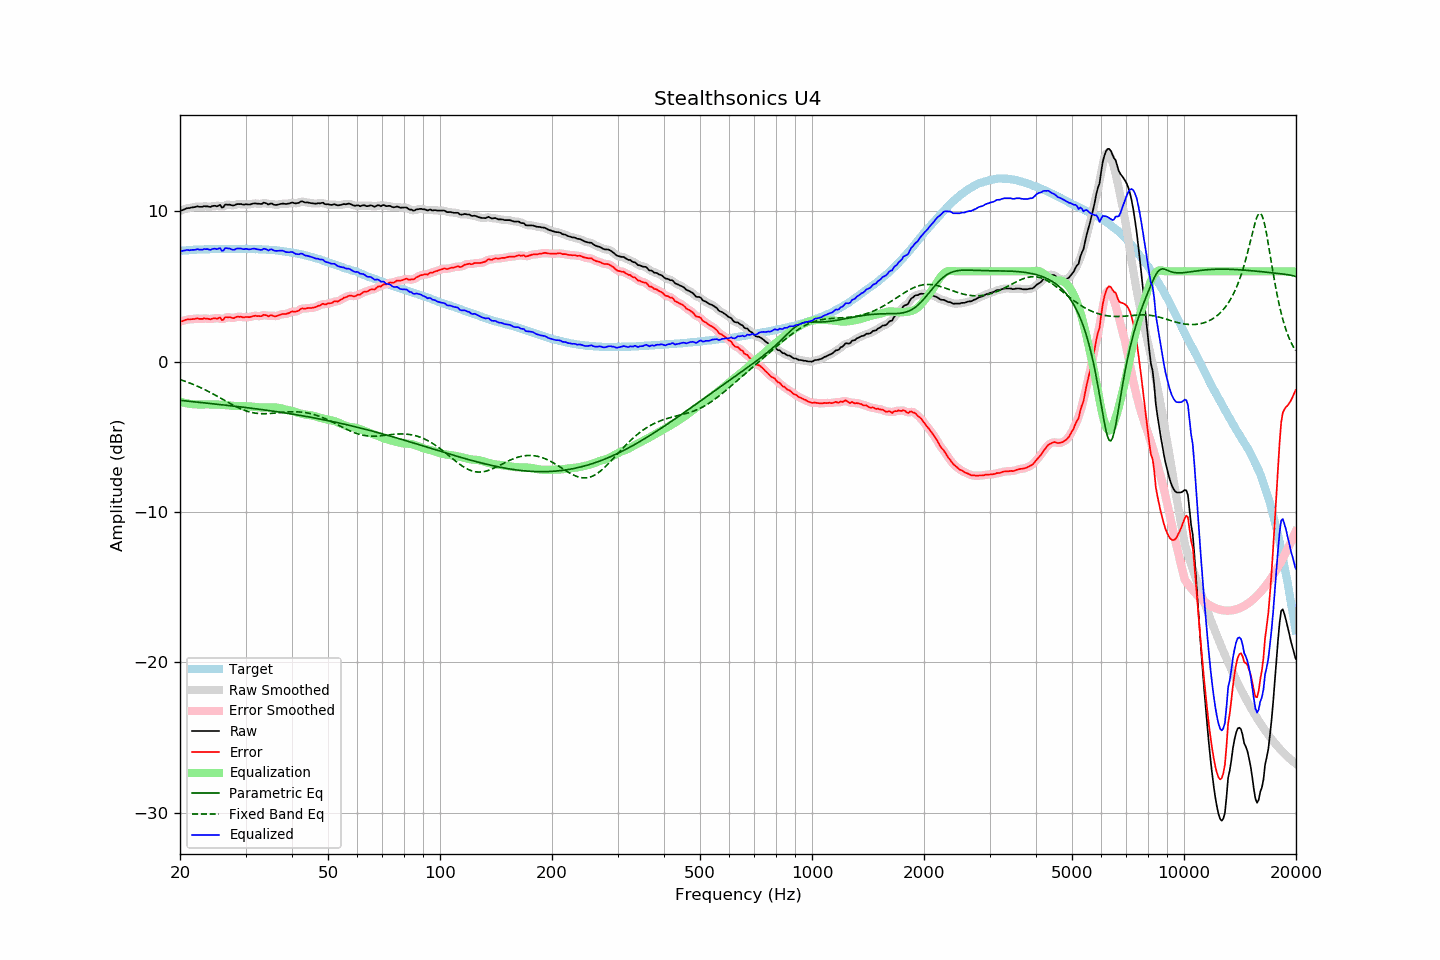 Stealthsonics U4
Amplitude (dBr)
10
0
−10
−20
−30
Target
Raw Smoothed
Error Smoothed
Raw
Error
Equalization
Parametric Eq
Fixed Band Eq
Equalized
20 50 100 200 500 1000 2000 5000 10000 20000
Frequency (Hz)